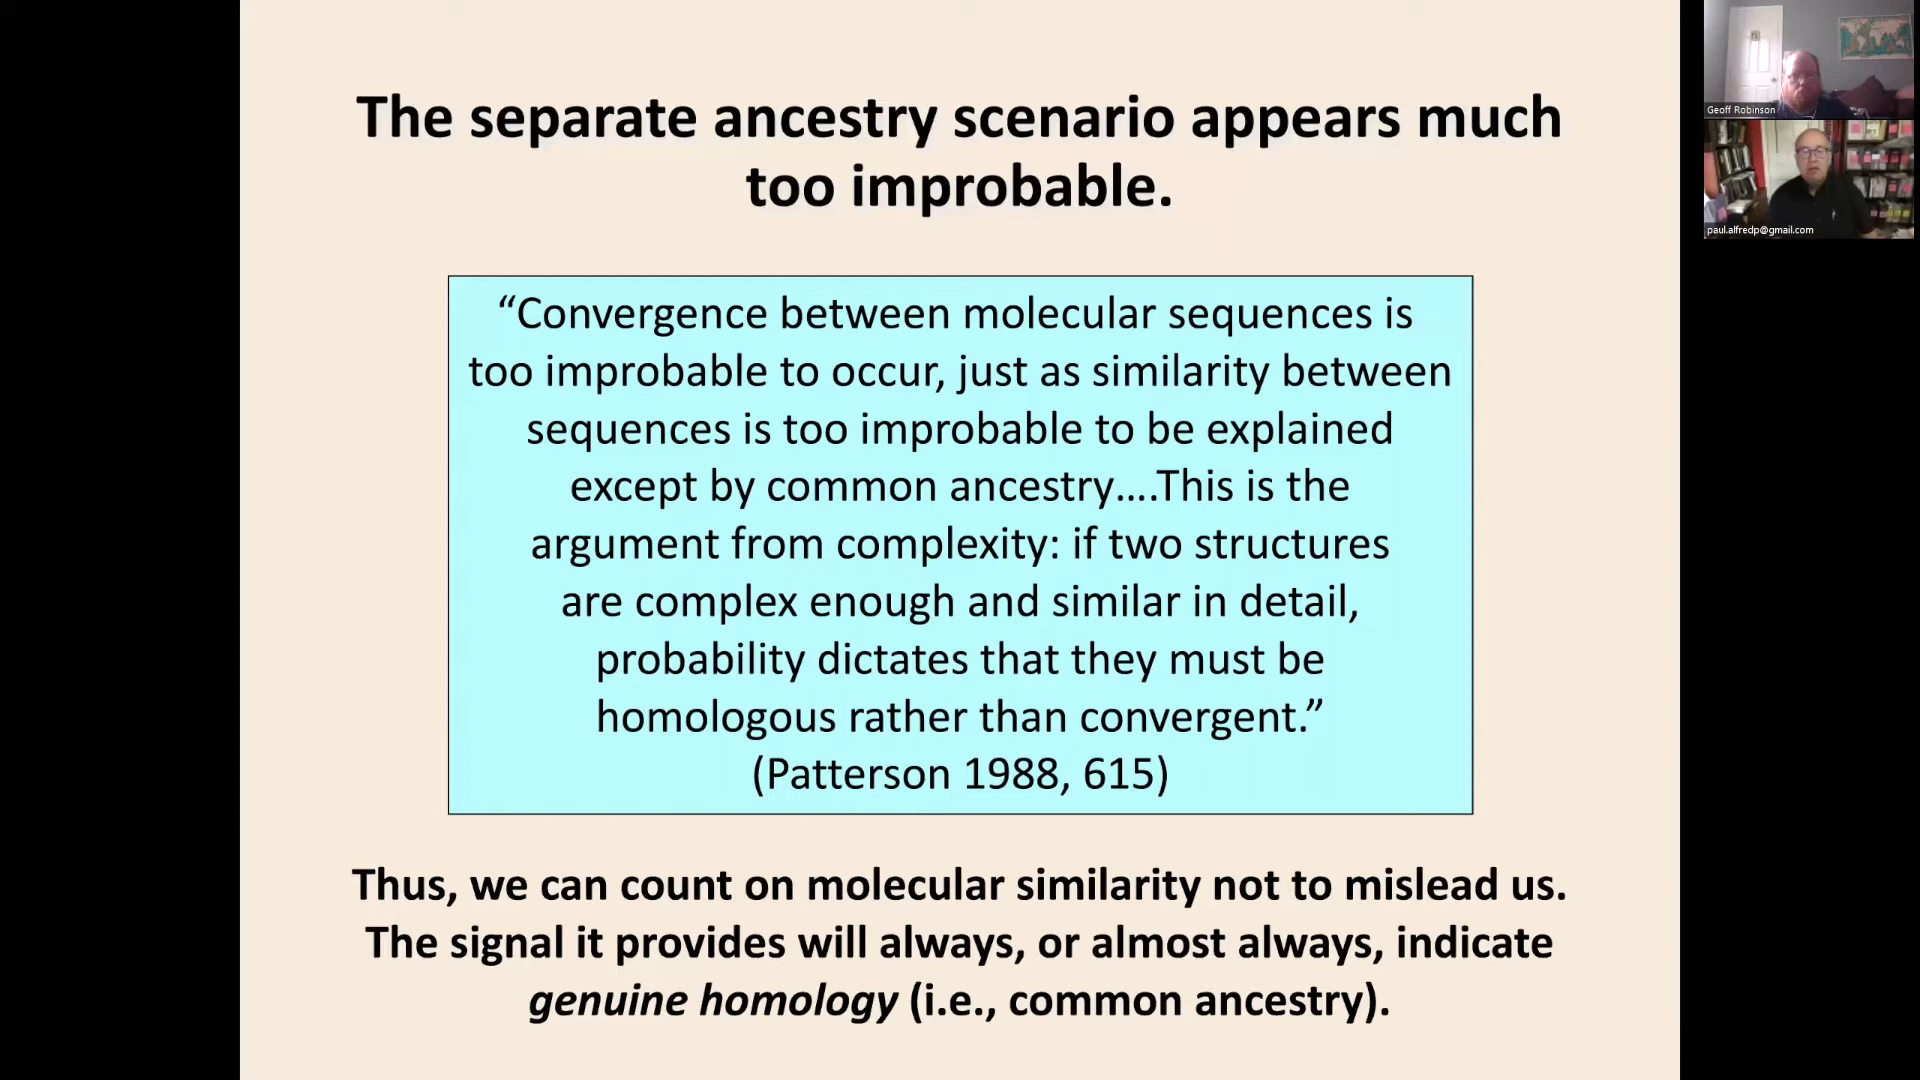 The separate ancestry scenario appears much
too improbable.
“Convergence between molecular sequences is
too improbable to occur, just as similarity between
sequences is too improbable to be explained
except by common ancestry….This is the
argument from complexity: if two structures
are complex enough and similar in detail,
probability dictates that they must be
homologous rather than convergent.”
(Patterson 1988, 615)
Thus, we can count on molecular similarity not to mislead us.
The signal it provides will always, or almost always, indicate
genuine homology (i.e., common ancestry).
Geoff Robinson
paul.alfredp@gmail.com